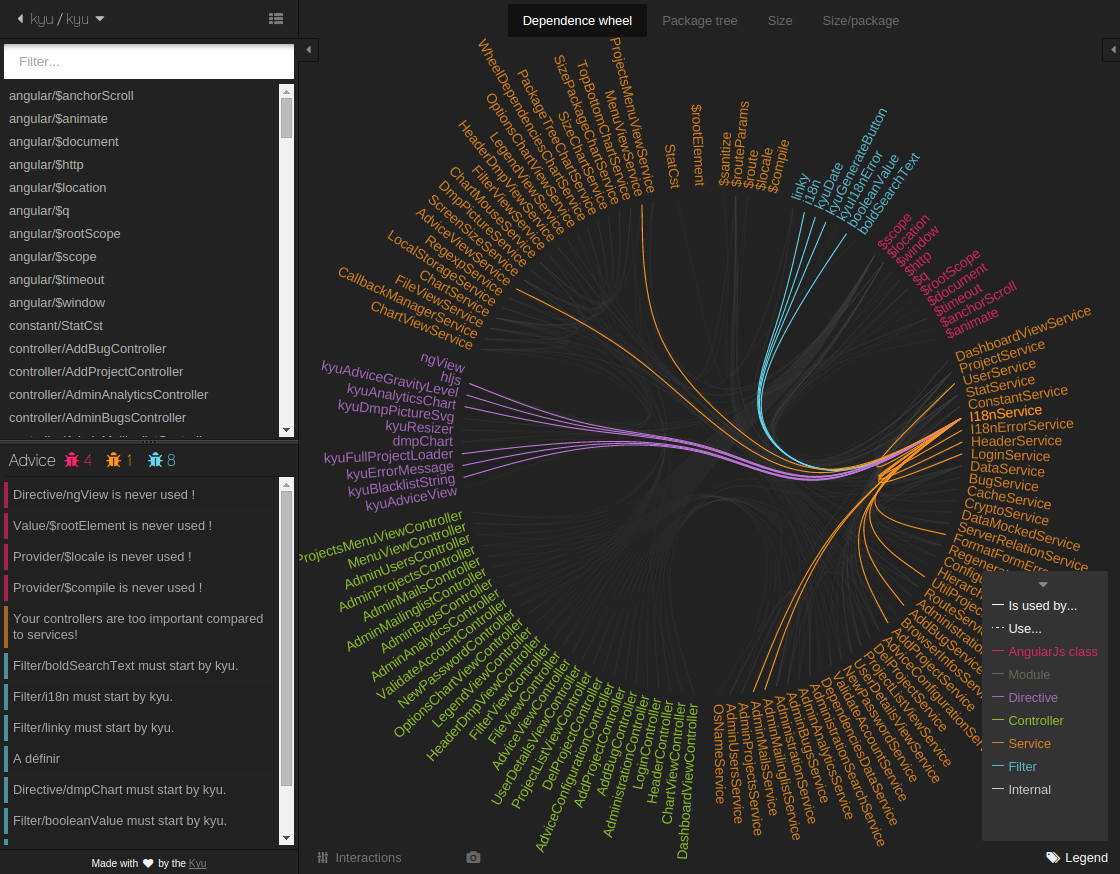 kyu / kyu
Dependence wheel
Package tree
Size
Size/package
Filter...
angular/$anchorScroll
angular/$animate
angular/$document
angular/$http
angular/$location
angular/$q
angular/$rootScope
angular/$scope
angular/$timeout
angular/$window
constant/StatCst
controller/AddBugController
controller/AddProjectController
controller/AdminAnalyticsController
controller/AdminBugsController
Advice 4 1 8
Directive/ngView is never used !
Value/$rootElement is never used !
Provider/$locale is never used !
Provider/$compile is never used !
Your controllers are too important compared
to services!
Filter/boldSearchText must start by kyu.
Filter/i18n must start by kyu.
Filter/linky must start by kyu.
A définir
Directive/dmpChart must start by kyu.
Filter/booleanValue must start by kyu.
Made with by the Kyu
StatCst
$rootElement
$sanitize
$routeParams
$route
$locale
$compile
linky
i18n
kyuDate
kyuGenerateButton
kyuI18nError
booleanValue
boldSearchText
$scope
$location
$window
$http
$q
$rootScope
$document
$timeout
$anchorScroll
$animate
DashboardViewService
ProjectService
UserService
StatService
ConstantService
I18nService
I18nErrorService
HeaderService
LoginService
DataService
BugService
CacheService
CryptoService
DataMockedService
ServerRelationService
RouteService
AddBugService
AddProjectService
DelProjectService
ProjectListViewService
UserDetailsViewService
NewPasswordService
ValidateAccountService
DependenciesDataService
AdministrationSearchService
AdminAnalyticsService
AdminBugsService
AdministrationService
AdminMailinglistService
AdminMailsService
AdminProjectsService
AdminUsersService
OsNameService
DashboardViewController
ChartViewController
HeaderController
LoginController
AdministrationController
AddBugController
AddProjectController
DelProjectController
AdviceConfigurationController
ProjectListViewController
UserDetailsViewController
AdviceViewController
FileViewController
FilterViewController
HeaderDmpViewController
LegendViewController
OptionsChartViewController
NewPasswordController
ValidateAccountController
AdminAnalyticsController
AdminBugsController
AdminMailinglistController
AdminMailsController
AdminProjectsController
AdminUsersController
MenuViewController
ProjectsMenuViewController
kyuAdviceView
kyuBlacklistString
kyuErrorMessage
kyuFullProjectLoader
dmpChart
kyuResizer
kyuDmpPictureSvg
kyuAnalyticsChart
kyuAdviceGravityLevel
hljs
ngView
ChartViewService
CallbackManagerService
ChartService
FileViewService
LocalStorageService
RegexpService
AdviceViewService
ScreenSizeService
DmpPictureService
ChartMouseService
FilterViewService
HeaderDmpViewService
LegendViewService
OptionsChartViewService
WheelDependenciesChartService
PackageTreeChartService
SizeChartService
SizePackageChartService
TopBottomChartService
MenuViewService
ProjectsMenuViewService
Is used by...
Use...
AngularJs class
Module
Directive
Controller
Service
Filter
Internal
Interactions
Legend